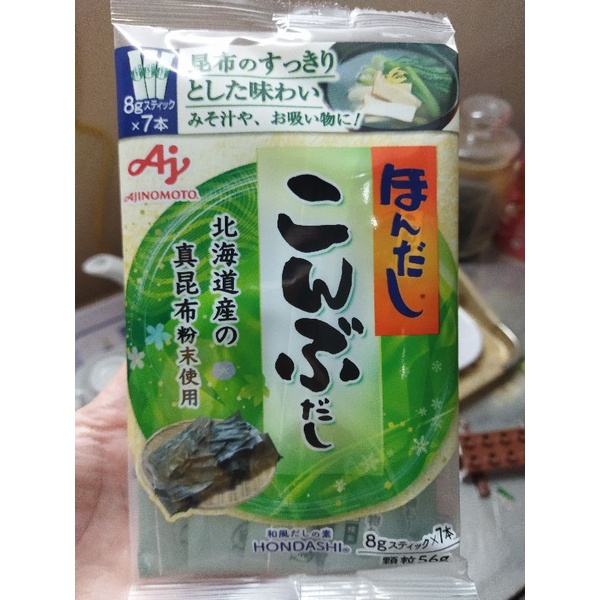 昆布のすっきり
とした味わい
みそ汁や、お吸い物に!
8gスティック
×7本
Aj
AJINOMOTO®
ほんだし®
こんぶだし
北海道産の
真昆布粉末使用
和風だしの素
HONDASHI®
8gスティック×7本
顆粒56g